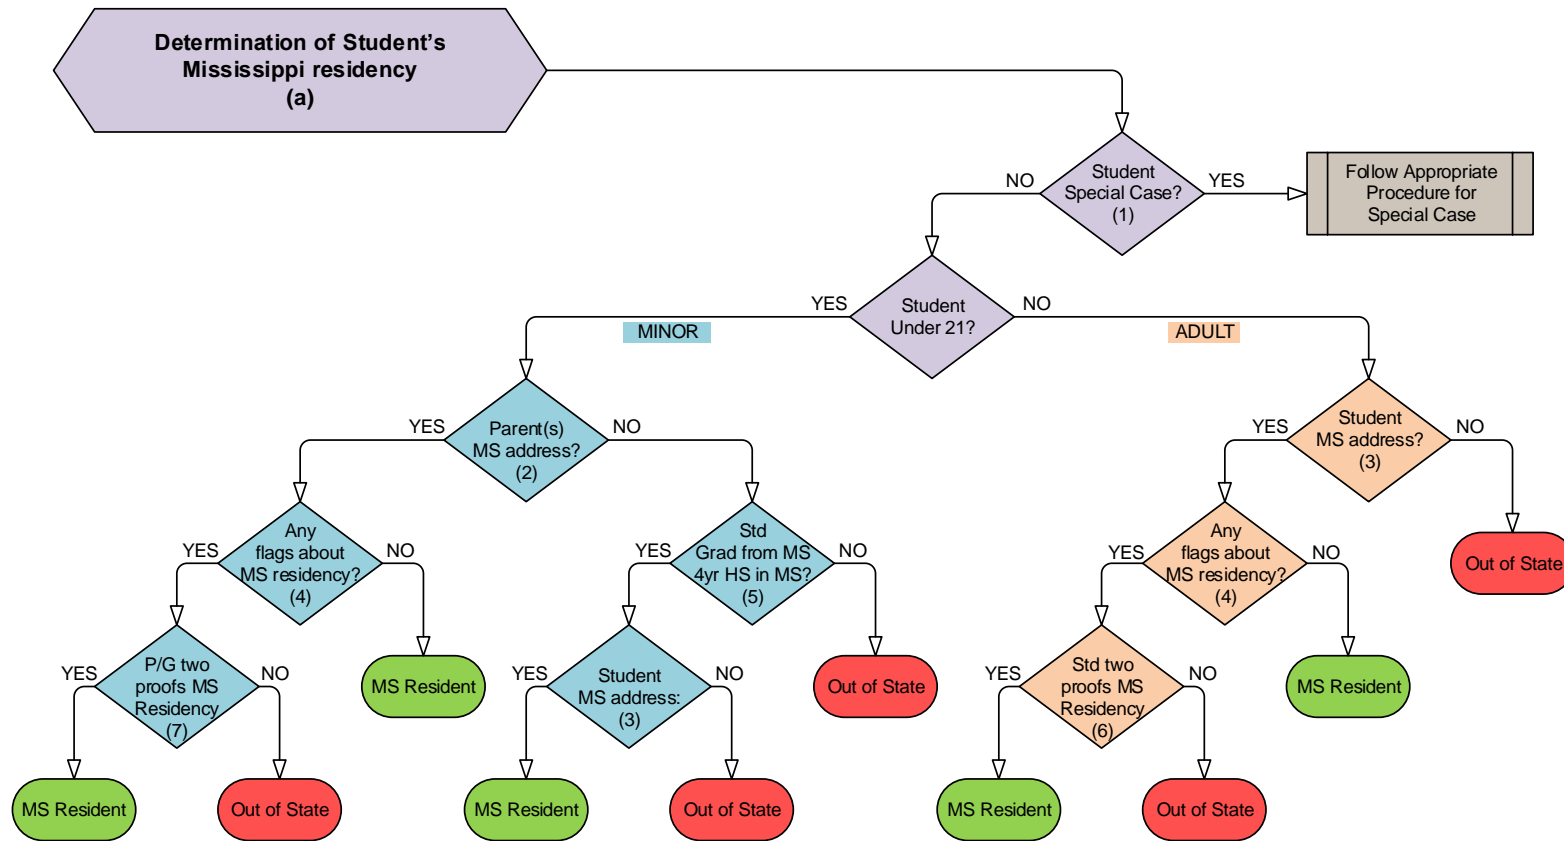 Determination of Student's
Mississippi residency
(a)
Student
Special Case?
(1)
NO
YES
Follow Appropriate
Procedure for
Special Case
Student
Under 21?
YES
NO
MINOR
ADULT
Parent(s)
MS address?
(2)
YES
NO
Student
MS address?
(3)
YES
NO
Any
flags about
MS residency?
(4)
YES
NO
Std
Grad from MS
4yr HS in MS?
(5)
YES
NO
Any
flags about
MS residency?
(4)
YES
NO
Out of State
P/G two
proofs MS
Residency
(7)
YES
NO
MS Resident
Student
MS address:
(3)
YES
NO
Out of State
Std two
proofs MS
Residency
(6)
YES
NO
MS Resident
MS Resident
Out of State
MS Resident
Out of State
MS Resident
Out of State